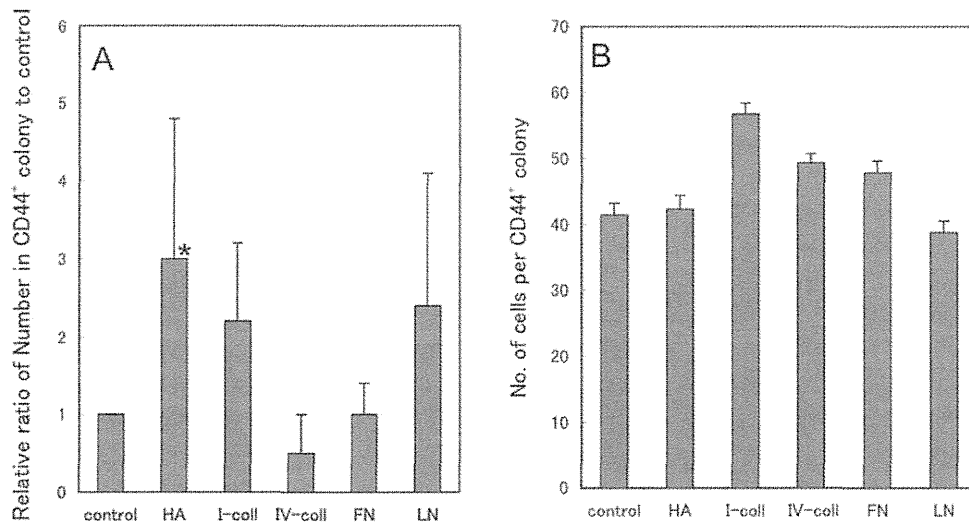 A
Relative ratio of Number in CD44⁺ colony to control
6
5
4
3
2
1
0
*
control HA I-coll IV-coll FN LN
B
No. of cells per CD44⁺ colony
70
60
50
40
30
20
10
0
control HA I-coll IV-coll FN LN